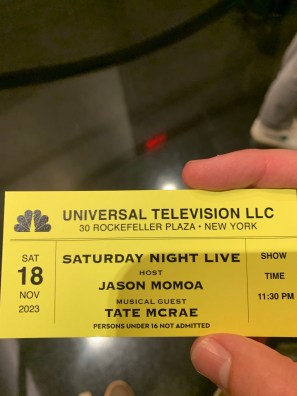 UNIVERSAL TELEVISION LLC
30 ROCKEFELLER PLAZA • NEW YORK
SAT
18
NOV
2023
SATURDAY NIGHT LIVE
HOST
JASON MOMOA
MUSICAL GUEST
TATE MCRAE
PERSONS UNDER 16 NOT ADMITTED
SHOW
TIME
11:30 PM